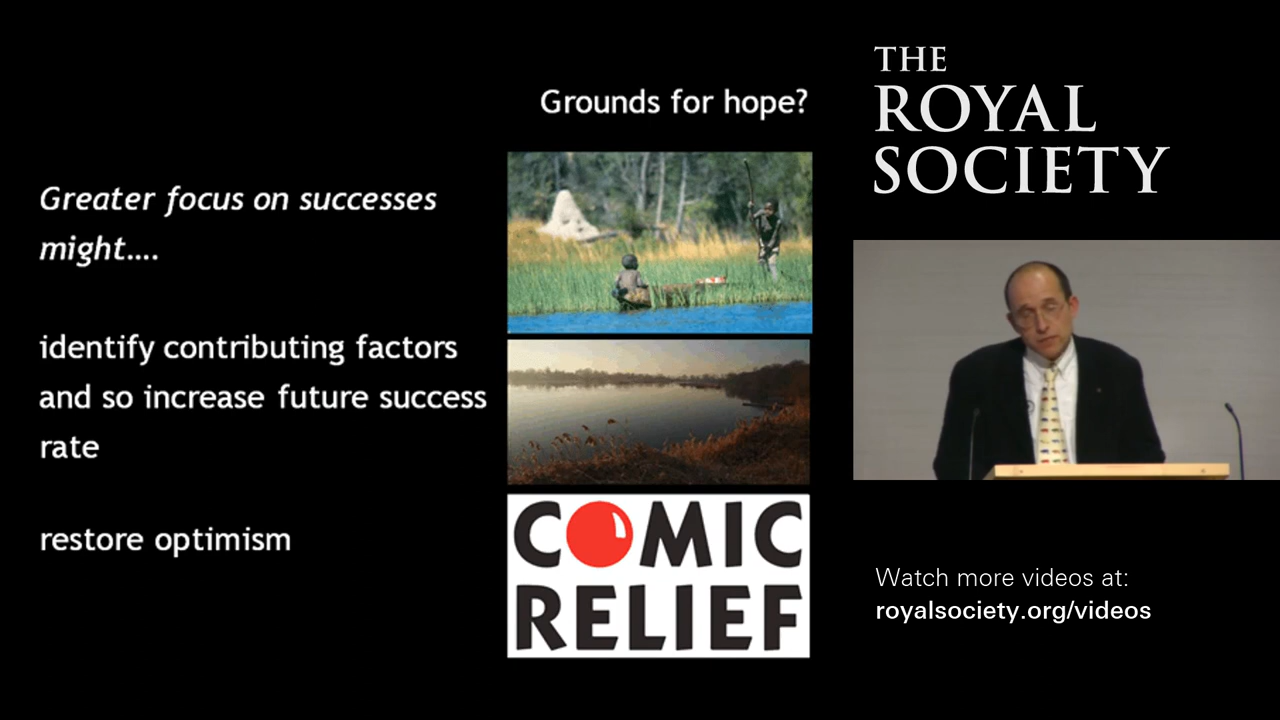 Grounds for hope?
Greater focus on successes
might....
identify contributing factors
and so increase future success
rate
restore optimism
COMIC
RELIEF
THE
ROYAL
SOCIETY
Watch more videos at:
royalsociety.org/videos